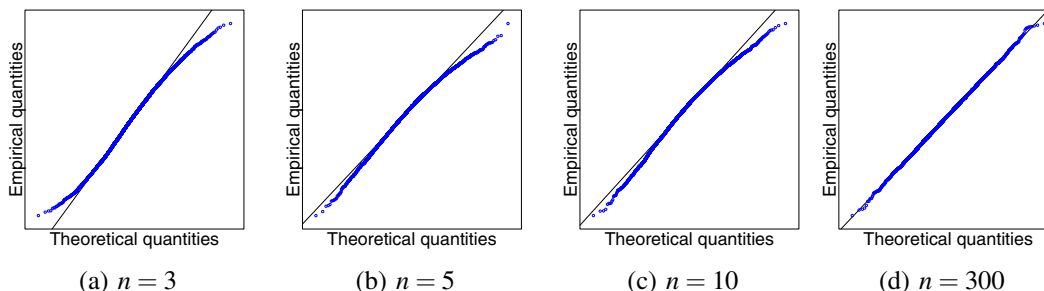 Empirical quantities
Theoretical quantities
(a) n = 3
Empirical quantities
Theoretical quantities
(b) n = 5
Empirical quantities
Theoretical quantities
(c) n = 10
Empirical quantities
Theoretical quantities
(d) n = 300